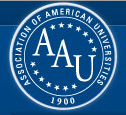 ASSOCIATION OF AMERICAN UNIVERSITIES
AAU
1900